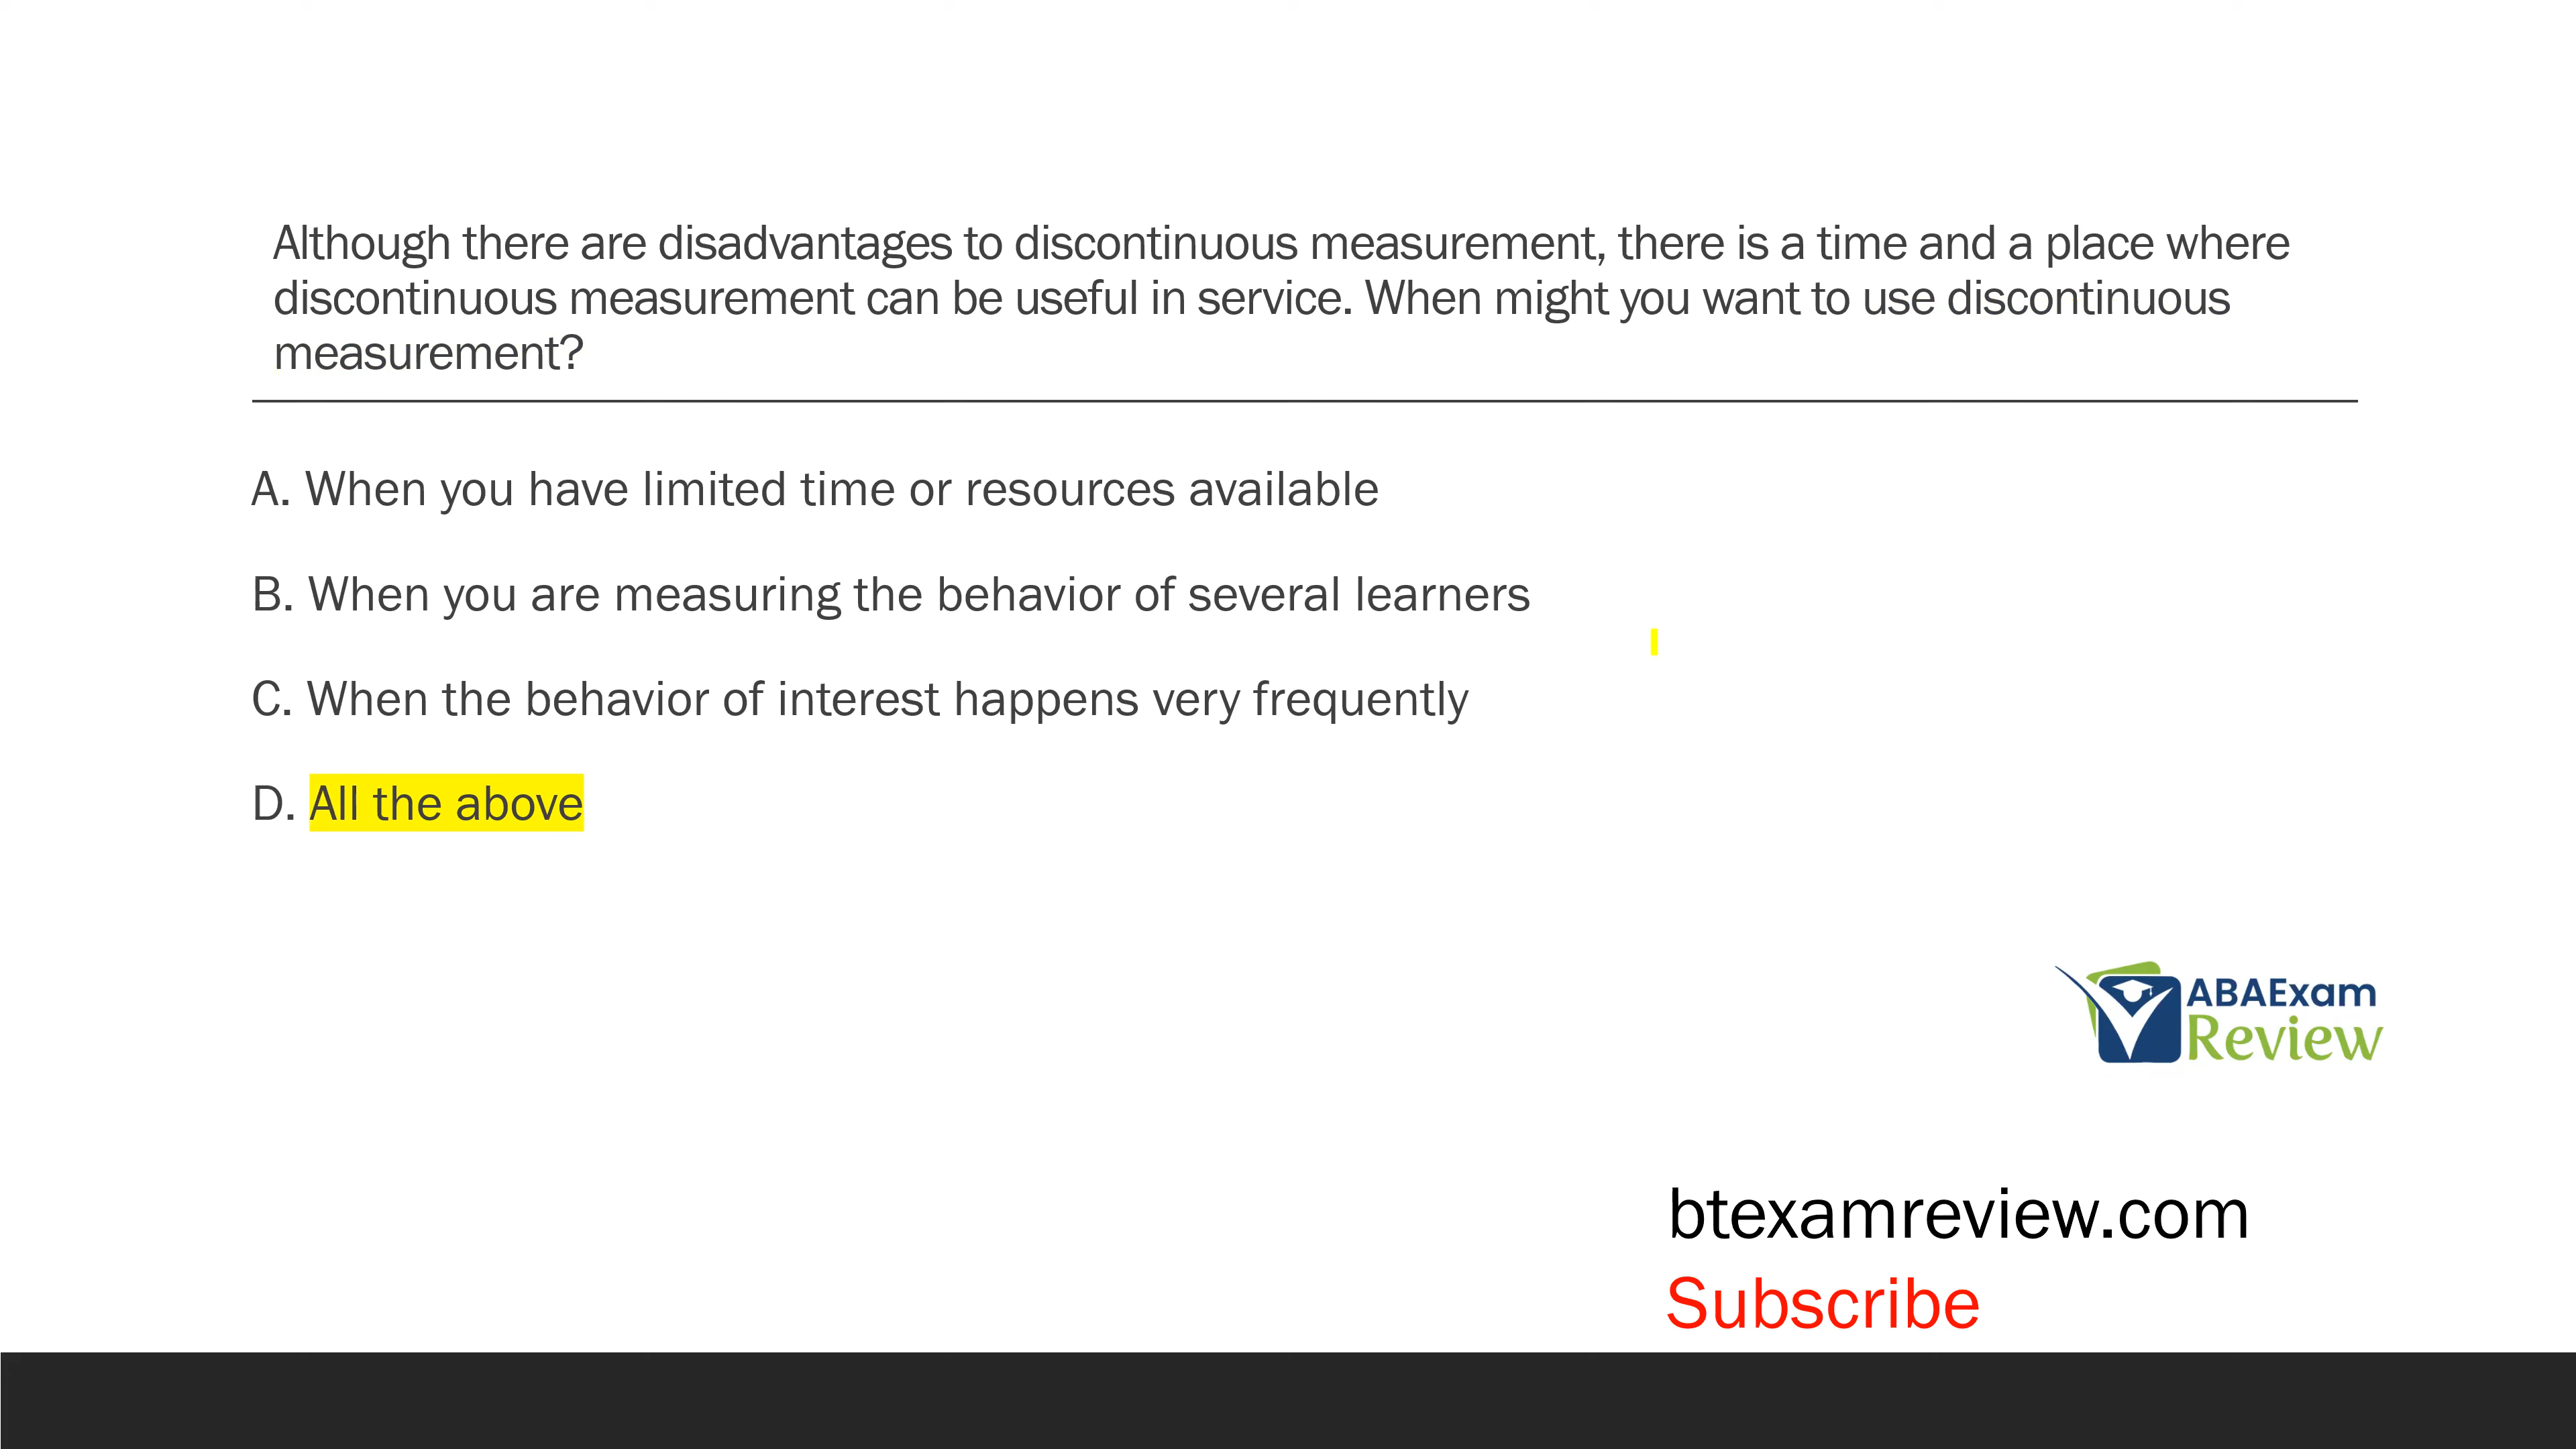 Although there are disadvantages to discontinuous measurement, there is a time and a place where
discontinuous measurement can be useful in service. When might you want to use discontinuous
measurement?
A. When you have limited time or resources available
B. When you are measuring the behavior of several learners
C. When the behavior of interest happens very frequently
D. All the above
ABAExam
Review
btexamreview.com
Subscribe